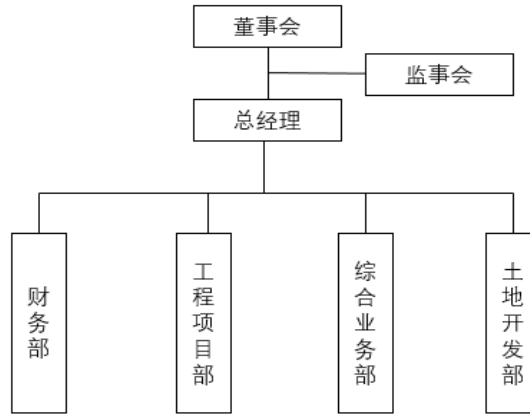 董事会
监事会
总经理
财务部
工程项目部
综合业务部
土地开发部